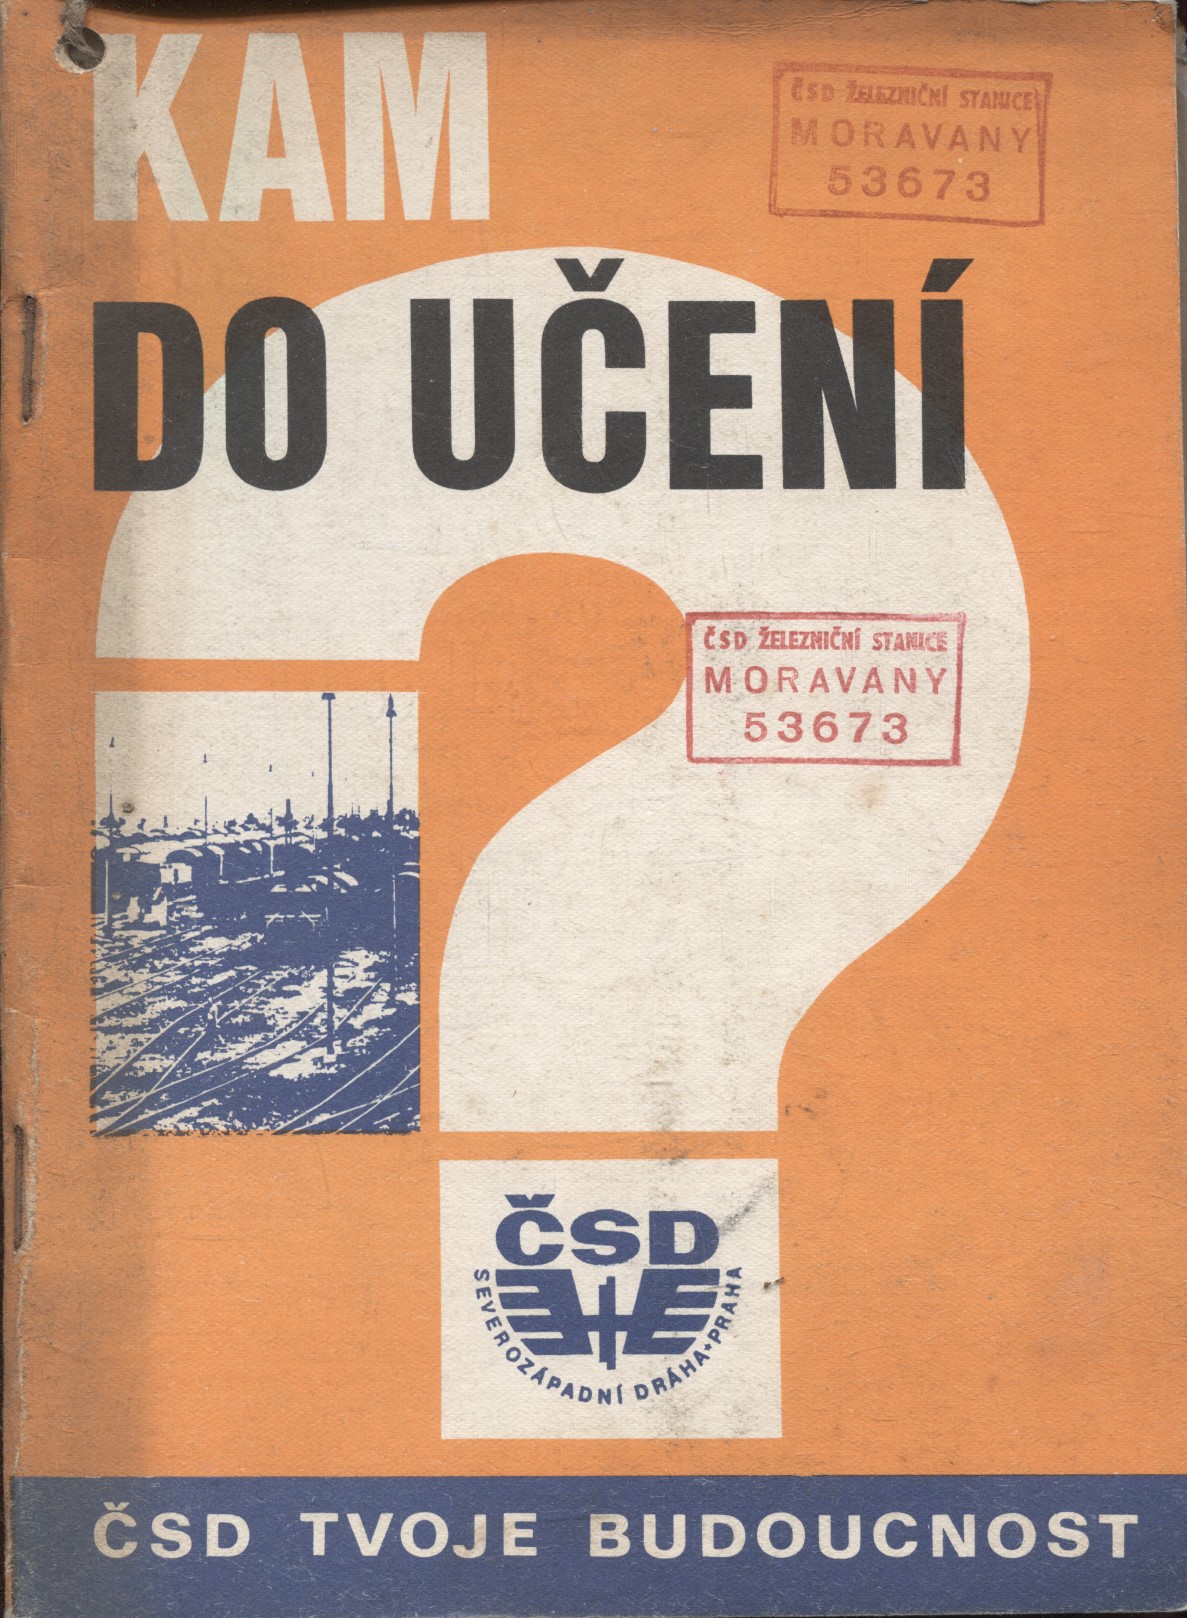 KAM
ČSD ŽELEZNIČNÍ STANICE
MORAVANY
53673
DO UČENÍ
?
ČSD ŽELEZNIČNÍ STANICE
MORAVANY
53673
ČSD
SEVEROZÁPADNÍ DRÁHA★PRAHA
ČSD TVOJE BUDOUCNOST